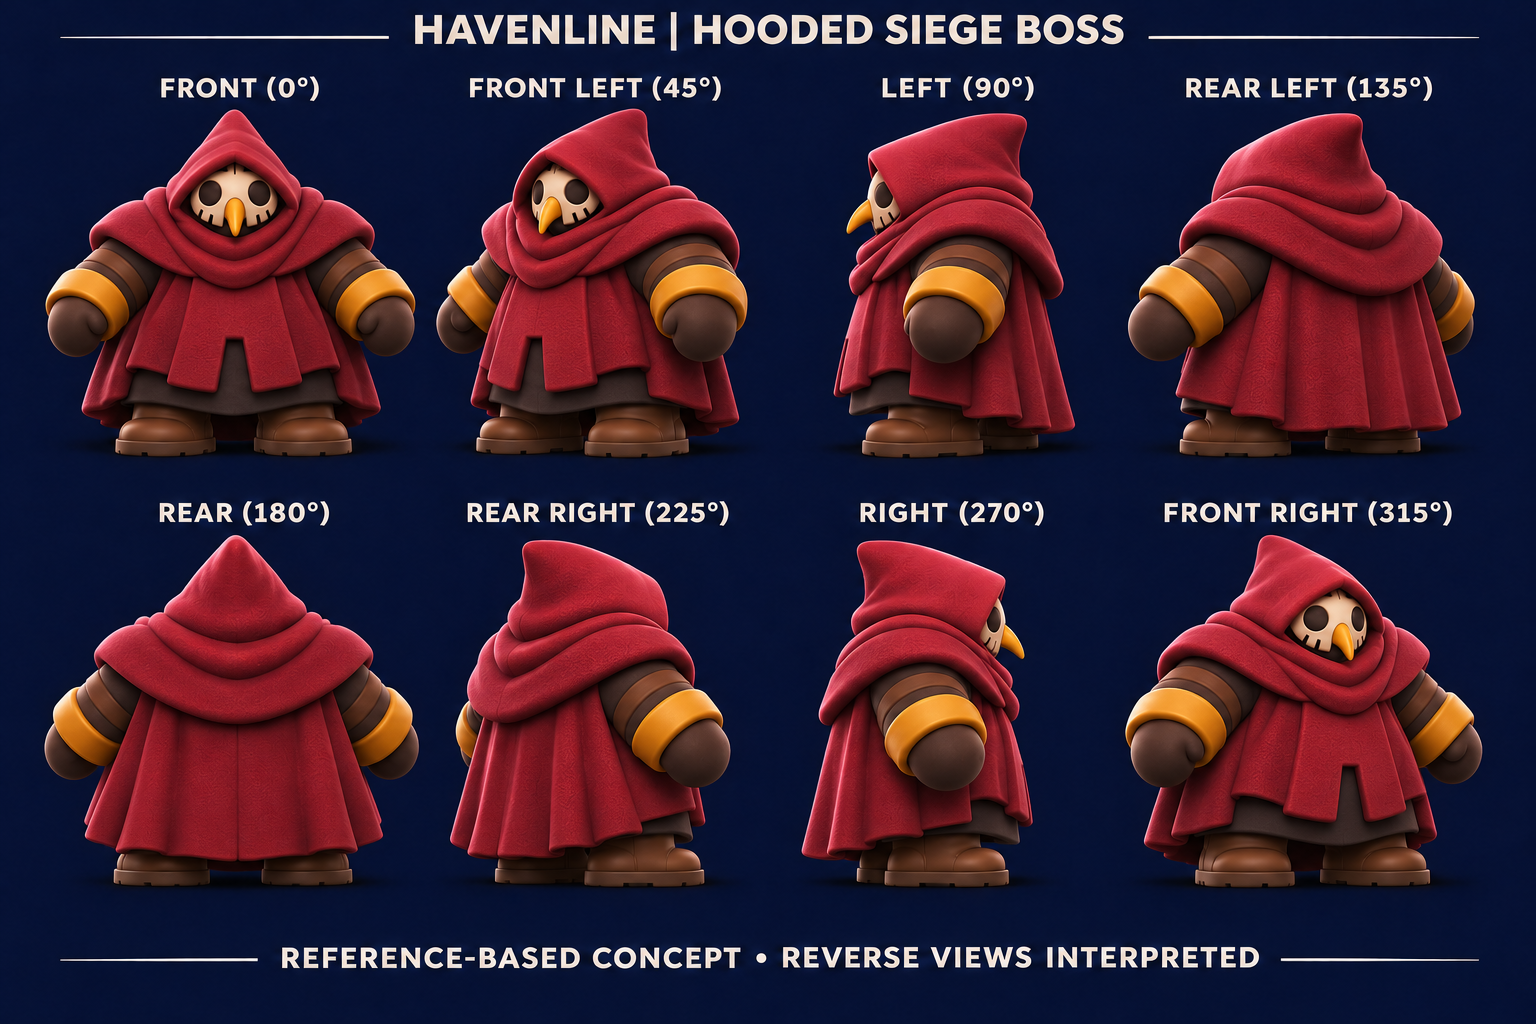 HAVENLINE | HOODED SIEGE BOSS
FRONT (0°)
FRONT LEFT (45°)
LEFT (90°)
REAR LEFT (135°)
REAR (180°)
REAR RIGHT (225°)
RIGHT (270°)
FRONT RIGHT (315°)
REFERENCE-BASED CONCEPT • REVERSE VIEWS INTERPRETED